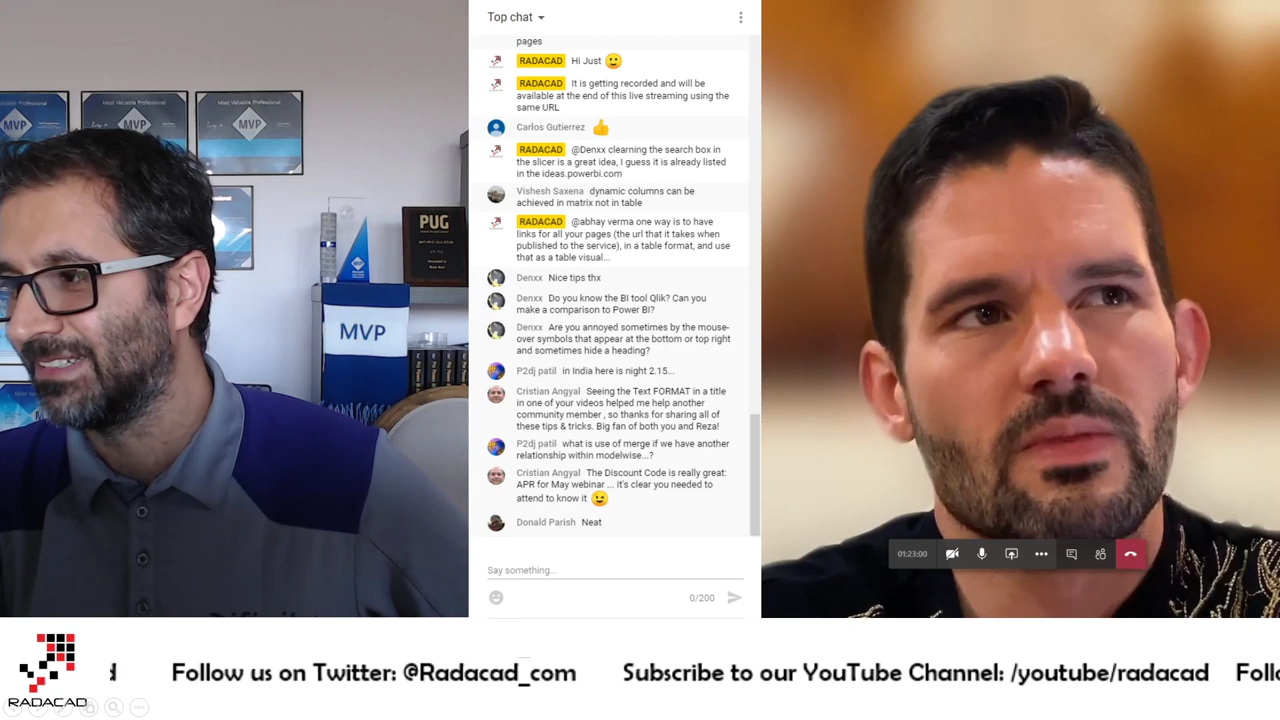 Top chat
pages
RADACAD Hi Just
RADACAD It is getting recorded and will be
available at the end of this live streaming using the
same URL
Carlos Gutierrez
RADACAD @Denxx clearning the search box in
the slicer is a great idea, I guess it is already listed
in the ideas.powerbi.com
Vishesh Saxena dynamic columns can be
achieved in matrix not in table
RADACAD @abhay verma one way is to have
links for all your pages (the url that it takes when
published to the service), in a table format, and use
that as a table visual...
Denxx Nice tips thx
Denxx Do you know the BI tool Qlik? Can you
make a comparison to Power BI?
Denxx Are you annoyed sometimes by the mouse-
over symbols that appear at the bottom or top right
and sometimes hide a heading?
P2dj patil in India here is night 2.15...
Cristian Angyal Seeing the Text FORMAT in a title
in one of your videos helped me help another
community member , so thanks for sharing all of
these tips & tricks. Big fan of both you and Reza!
P2dj patil what is use of merge if we have another
relationship within modelwise...?
Cristian Angyal The Discount Code is really great:
APR for May webinar ... it's clear you needed to
attend to know it
Donald Parish Neat
Say something...
0/200
Most Valuable Professional
Most Valuable Professional
MVP
MVP
MVP
PUG
MVP
01:23:00
RADACAD
d Follow us on Twitter: @Radacad_com Subscribe to our YouTube Channel: /youtube/radacad Follo